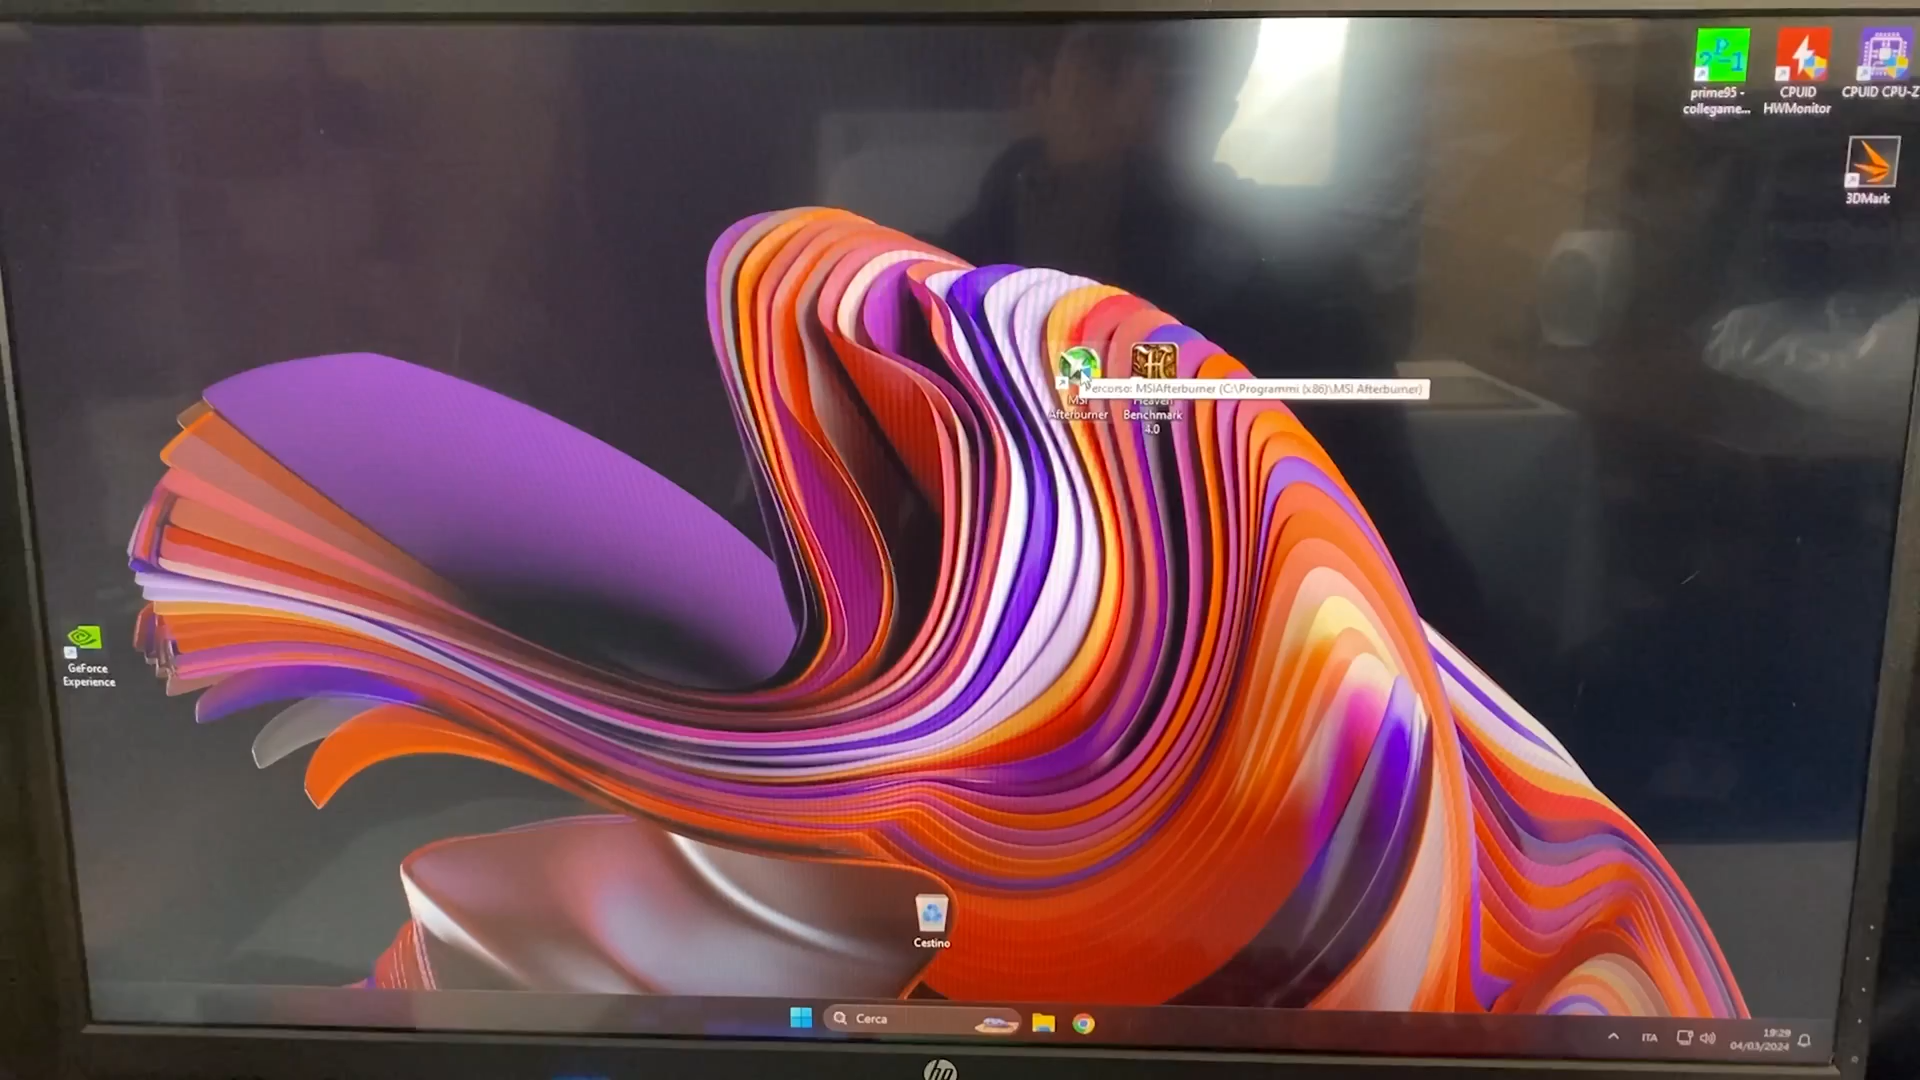 prime95 -
collegame...
CPUID
HWMonitor
CPUID CPU-Z
3DMark
Percorso: MSIAfterburner (C:\Programmi (x86)\MSI Afterburner)
MSI
Afterburner
Heaven
Benchmark
4.0
GeForce
Experience
Cestino
Cerca
ITA
19:29
04/03/2024
hp